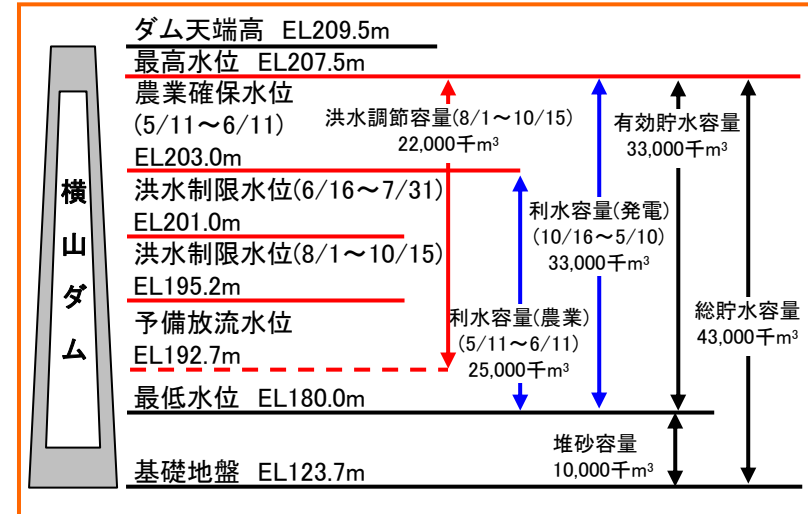 横山ダム
ダム天端高 EL209.5m
最高水位 EL207.5m
農業確保水位
(5/11～6/11)
EL203.0m
洪水制限水位(6/16～7/31)
EL201.0m
洪水制限水位(8/1～10/15)
EL195.2m
予備放流水位
EL192.7m
最低水位 EL180.0m
基礎地盤 EL123.7m
洪水調節容量(8/1～10/15)
22,000千m³
利水容量(農業)
(5/11～6/11)
25,000千m³
利水容量(発電)
(10/16～5/10)
33,000千m³
有効貯水容量
33,000千m³
総貯水容量
43,000千m³
堆砂容量
10,000千m³